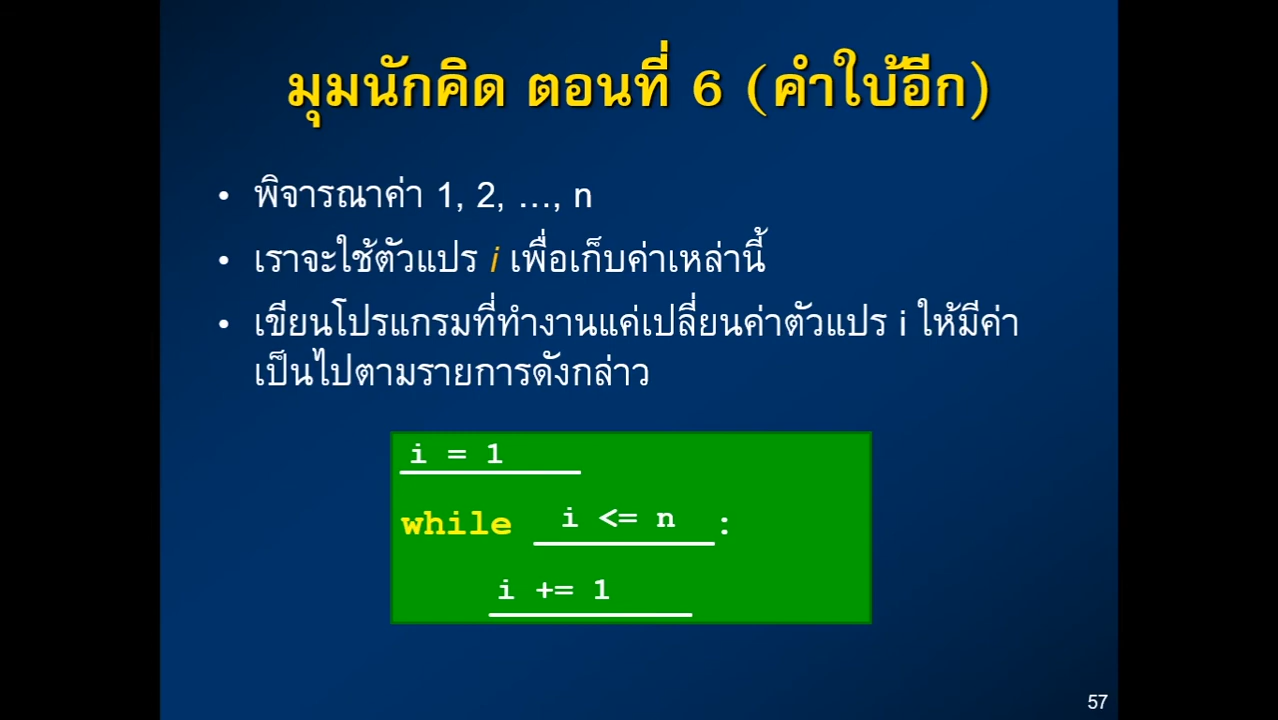 มุมนักคิด ตอนที่ 6 (คำใบ้อีก)
• พิจารณาค่า 1, 2, …, n
• เราจะใช้ตัวแปร i เพื่อเก็บค่าเหล่านี้
• เขียนโปรแกรมที่ทำงานแค่เปลี่ยนค่าตัวแปร i ให้มีค่า
เป็นไปตามรายการดังกล่าว
i = 1
while i <= n :
i += 1
57